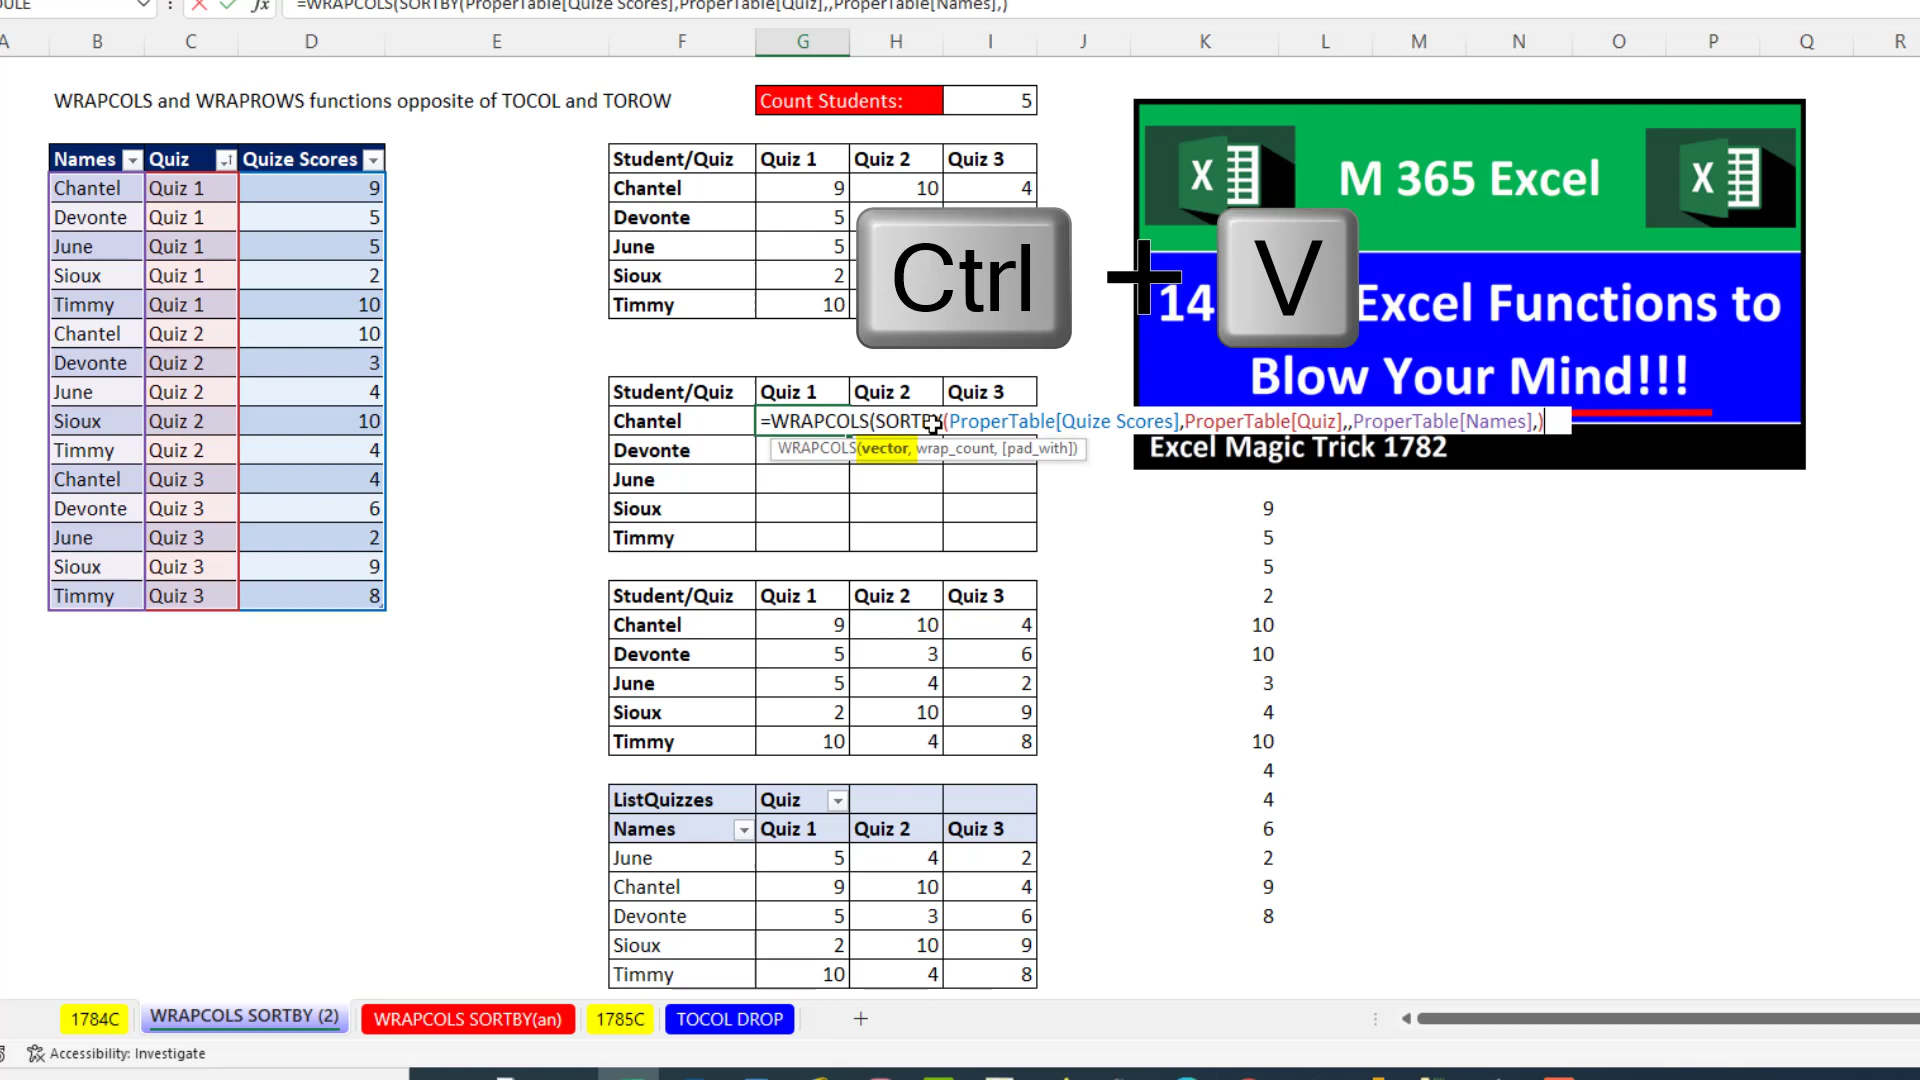 =WRAPCOLS(SORTBY(ProperTable[Quize Scores],ProperTable[Quiz],,ProperTable[Names],)
A B C D E F G H I J K L M N O P Q R
WRAPCOLS and WRAPROWS functions opposite of TOCOL and TOROW
Count Students: 5
Names Quiz Quize Scores
Chantel Quiz 1 9
Devonte Quiz 1 5
June Quiz 1 5
Sioux Quiz 1 2
Timmy Quiz 1 10
Chantel Quiz 2 10
Devonte Quiz 2 3
June Quiz 2 4
Sioux Quiz 2 10
Timmy Quiz 2 4
Chantel Quiz 3 4
Devonte Quiz 3 6
June Quiz 3 2
Sioux Quiz 3 9
Timmy Quiz 3 8
Student/Quiz Quiz 1 Quiz 2 Quiz 3
Chantel 9 10 4
Devonte 5
June 5
Sioux 2
Timmy 10
Ctrl + V
Student/Quiz Quiz 1 Quiz 2 Quiz 3
Chantel =WRAPCOLS(SORTBY(ProperTable[Quize Scores],ProperTable[Quiz],,ProperTable[Names],)
WRAPCOLS(vector, wrap_count, [pad_with])
Devonte
June
Sioux
Timmy
Student/Quiz Quiz 1 Quiz 2 Quiz 3
Chantel 9 10 4
Devonte 5 3 6
June 5 4 2
Sioux 2 10 9
Timmy 10 4 8
ListQuizzes Quiz
Names Quiz 1 Quiz 2 Quiz 3
June 5 4 2
Chantel 9 10 4
Devonte 5 3 6
Sioux 2 10 9
Timmy 10 4 8
M 365 Excel
14 Excel Functions to
Blow Your Mind!!!
Excel Magic Trick 1782
9
5
5
2
10
10
3
4
10
4
4
6
2
9
8
1784C WRAPCOLS SORTBY (2) WRAPCOLS SORTBY(an) 1785C TOCOL DROP
Accessibility: Investigate